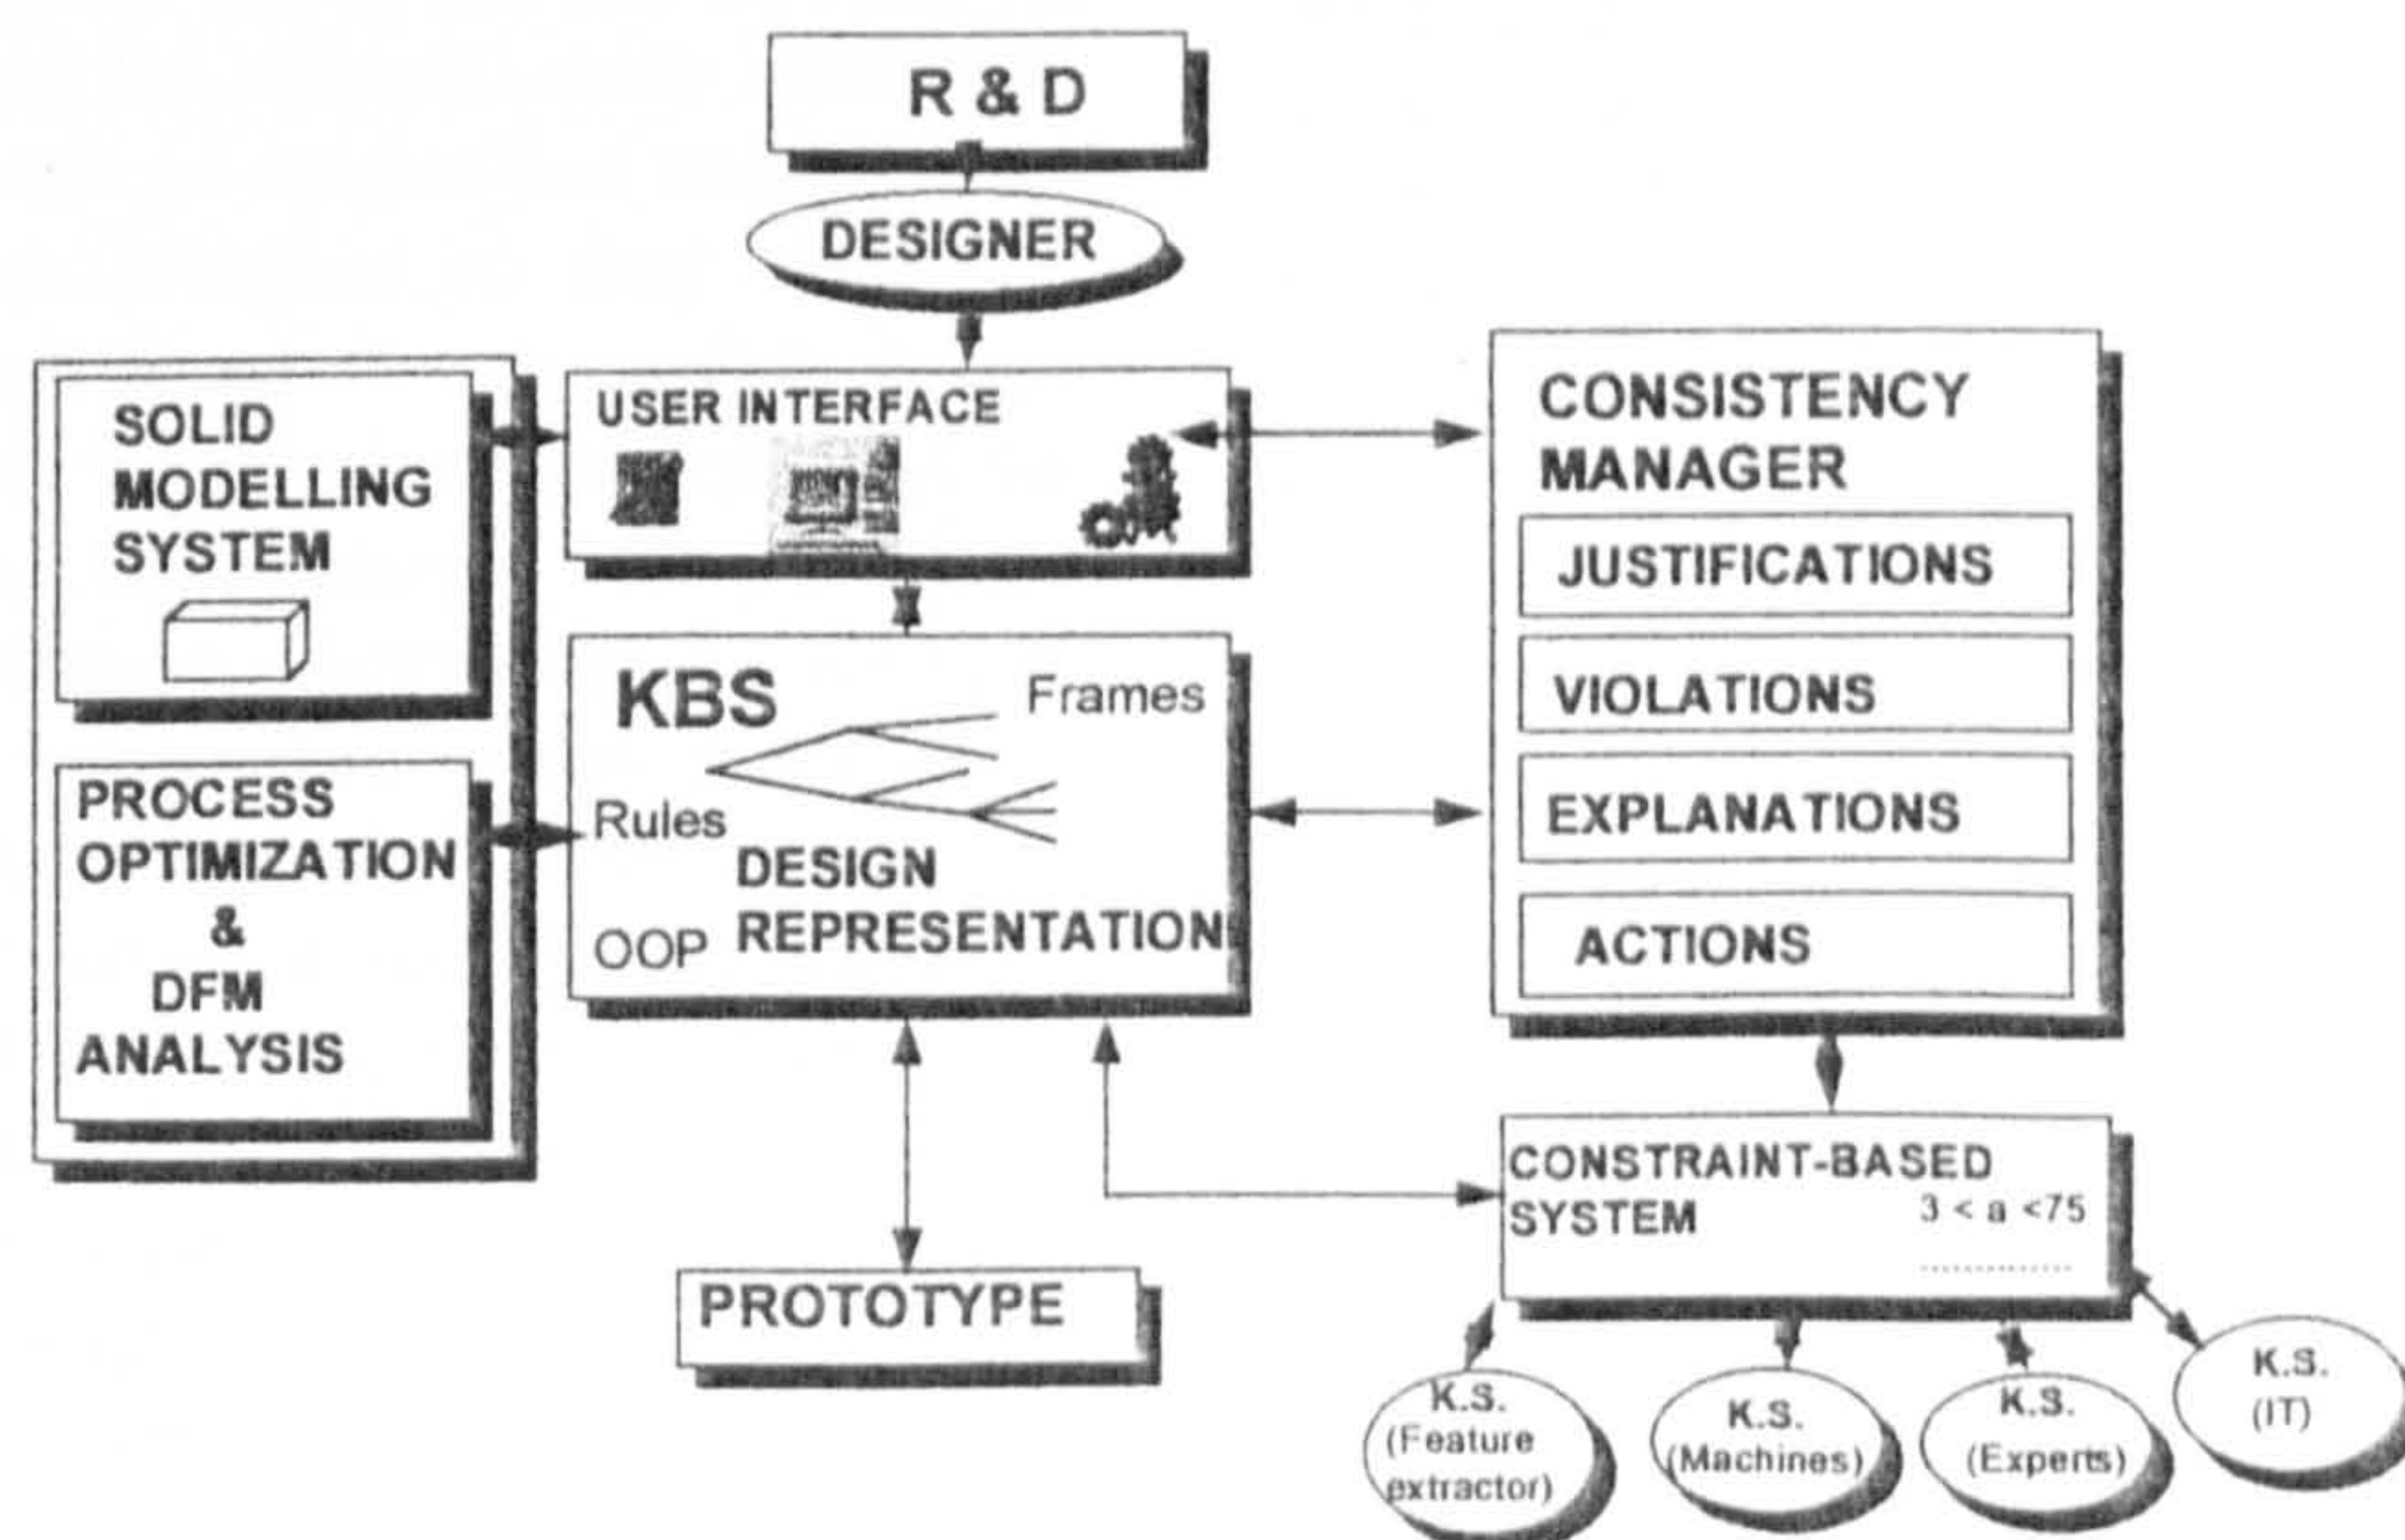 R & D
DESIGNER
SOLID
MODELLING
SYSTEM
PROCESS
OPTIMIZATION
&
DFM
ANALYSIS
USER INTERFACE
KBS
Frames
Rules
DESIGN
REPRESENTATION
OOP
PROTOTYPE
CONSISTENCY
MANAGER
JUSTIFICATIONS
VIOLATIONS
EXPLANATIONS
ACTIONS
CONSTRAINT-BASED
SYSTEM
3 < a <75
.............
K.S.
(Feature
extractor)
K.S.
(Machines)
K.S.
(Experts)
K.S.
(IT)